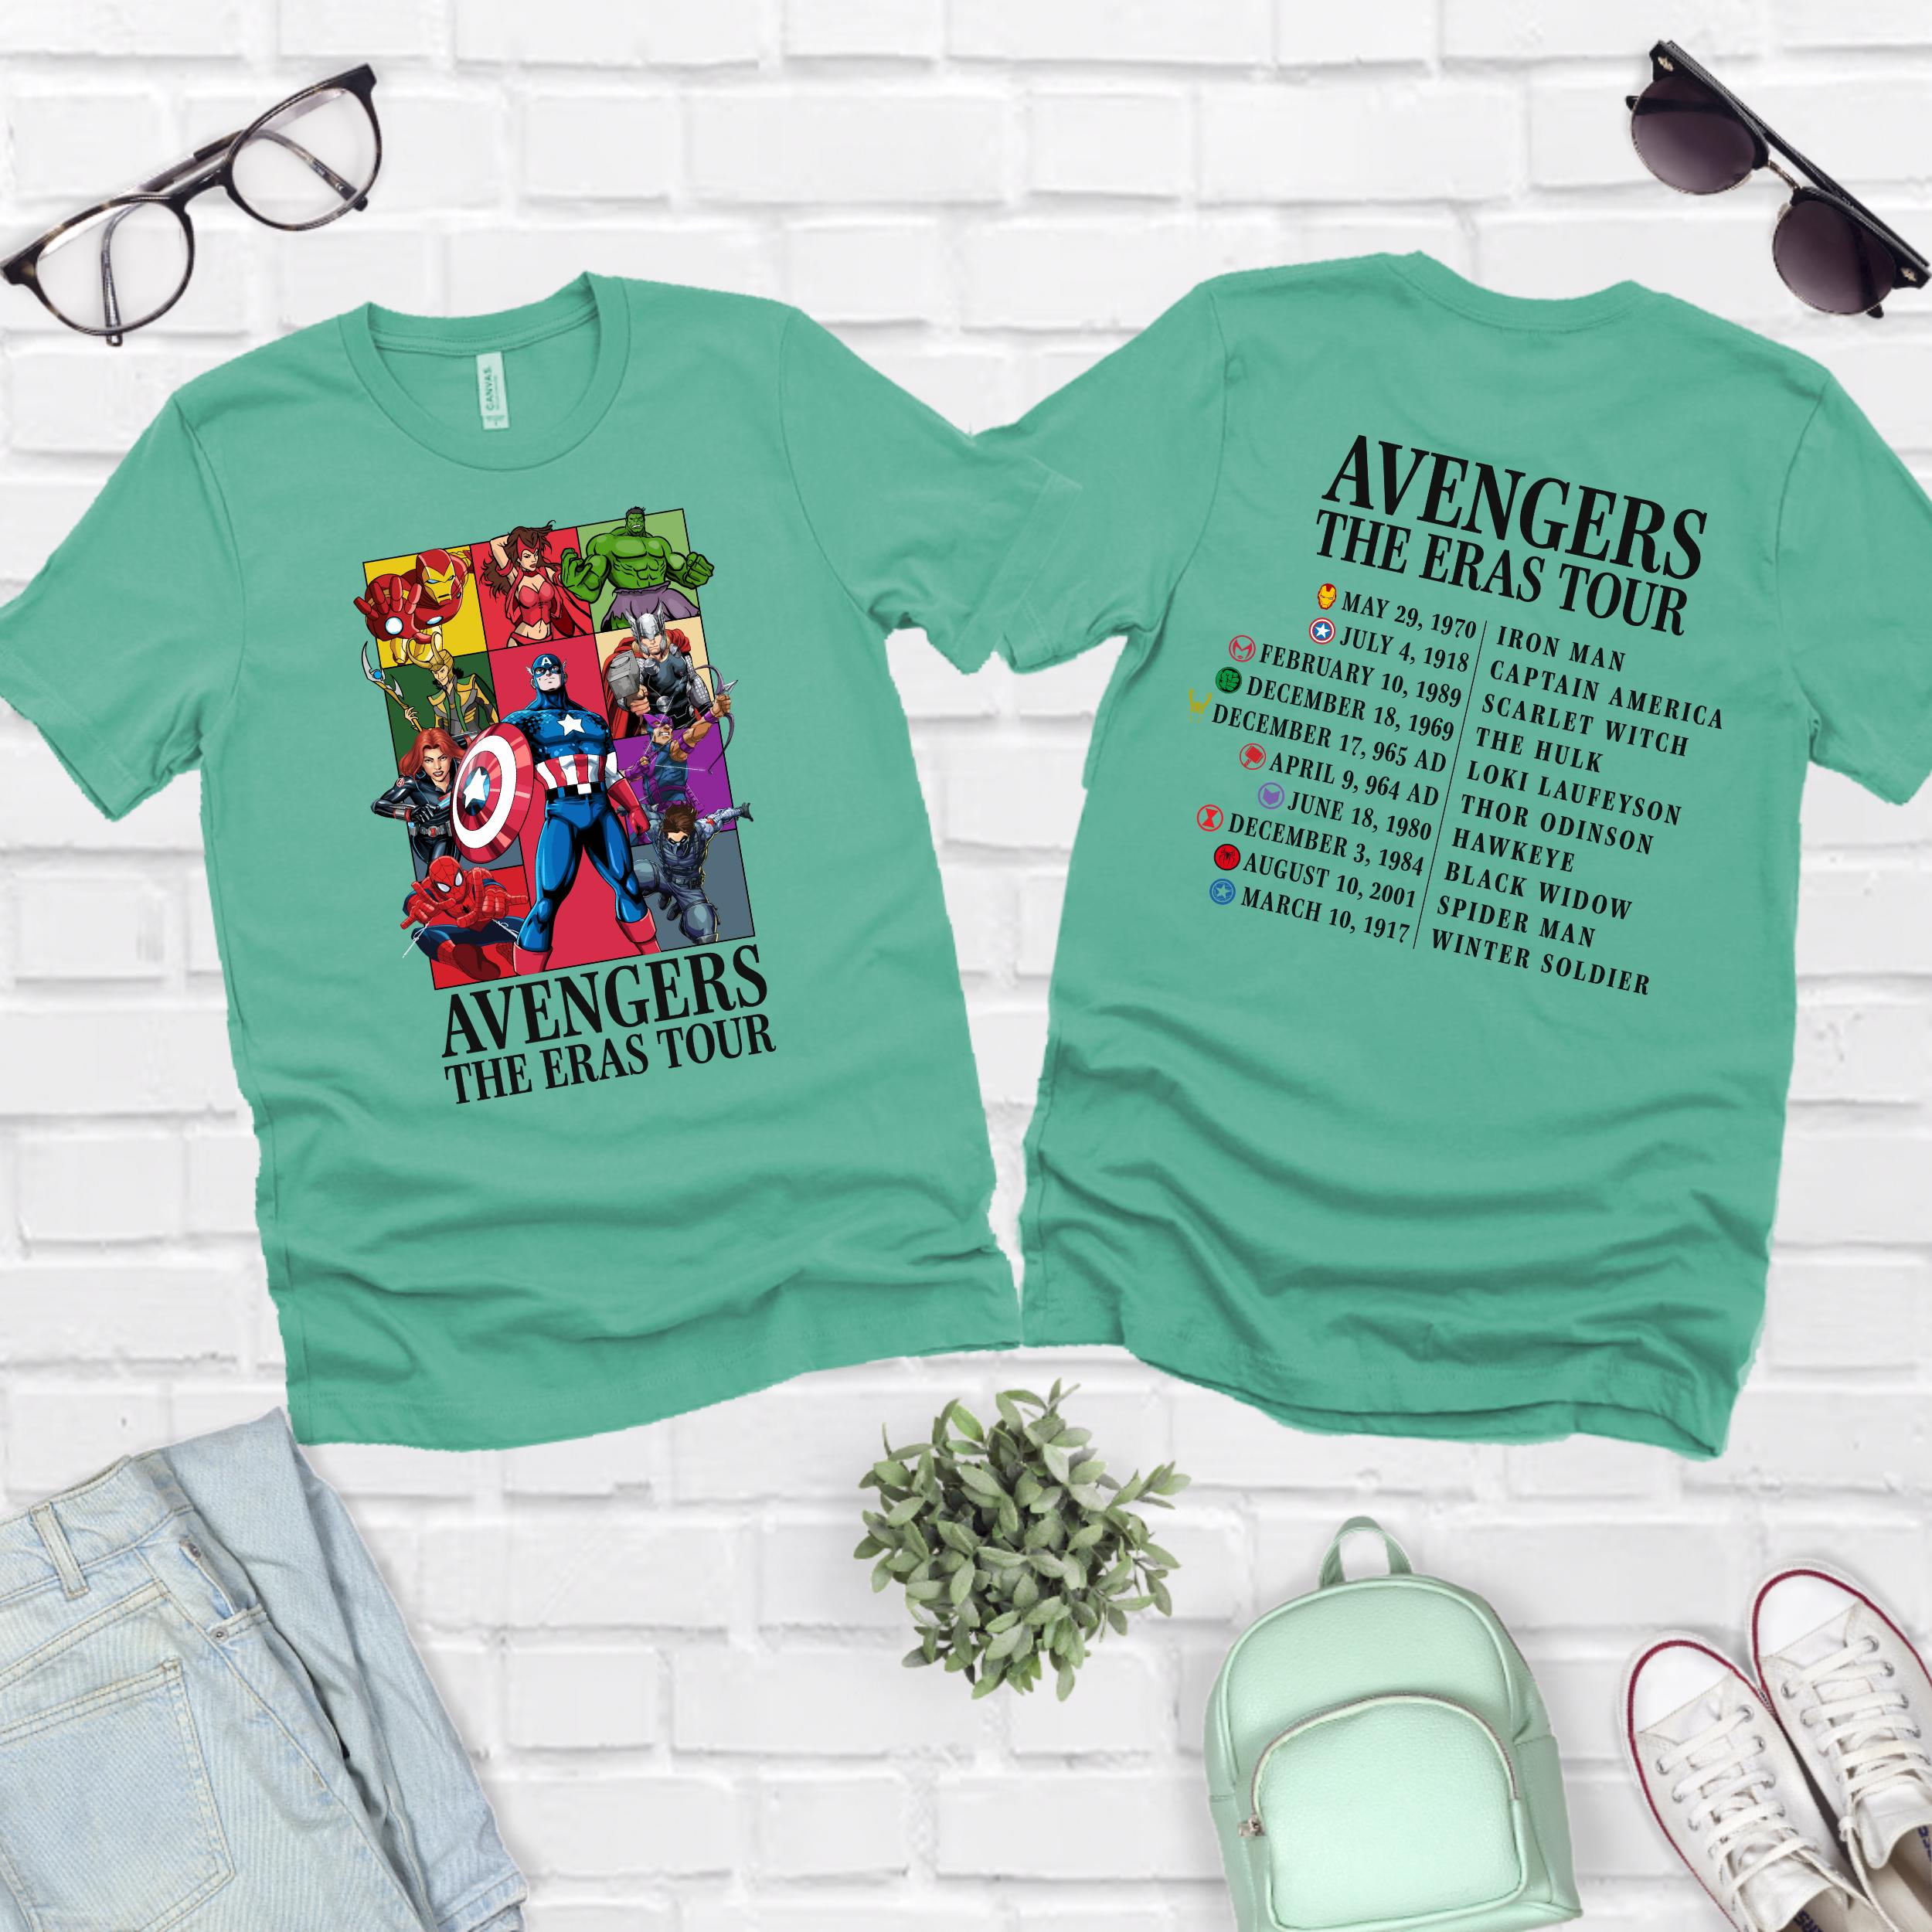 CANVAS
AVENGERS
THE ERAS TOUR
AVENGERS
THE ERAS TOUR
MAY 29, 1970 IRON MAN
JULY 4, 1918 CAPTAIN AMERICA
FEBRUARY 10, 1989 SCARLET WITCH
DECEMBER 18, 1969 THE HULK
DECEMBER 17, 965 AD LOKI LAUFEYSON
APRIL 9, 964 AD THOR ODINSON
JUNE 18, 1980 HAWKEYE
DECEMBER 3, 1984 BLACK WIDOW
AUGUST 10, 2001 SPIDER MAN
MARCH 10, 1917 WINTER SOLDIER